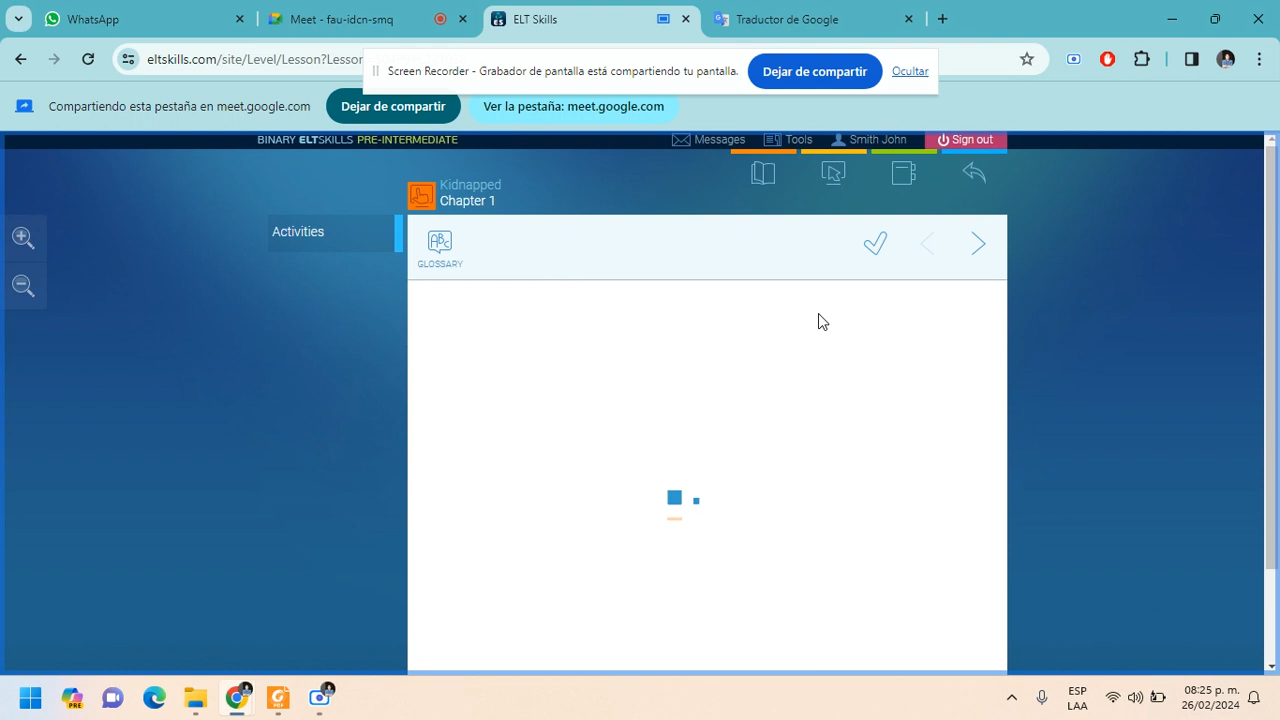 WhatsApp
Meet - fau-idcn-smq
ELT Skills
Traductor de Google
eltskills.com/site/Level/Lesson?Lesson
Screen Recorder - Grabador de pantalla está compartiendo tu pantalla.
Dejar de compartir
Ocultar
Compartiendo esta pestaña en meet.google.com
Dejar de compartir
Ver la pestaña: meet.google.com
BINARY ELTSKILLS PRE-INTERMEDIATE
Messages
Tools
Smith John
Sign out
Kidnapped
Chapter 1
Activities
ABC
GLOSSARY
PRE
ESP
LAA
08:25 p. m.
26/02/2024